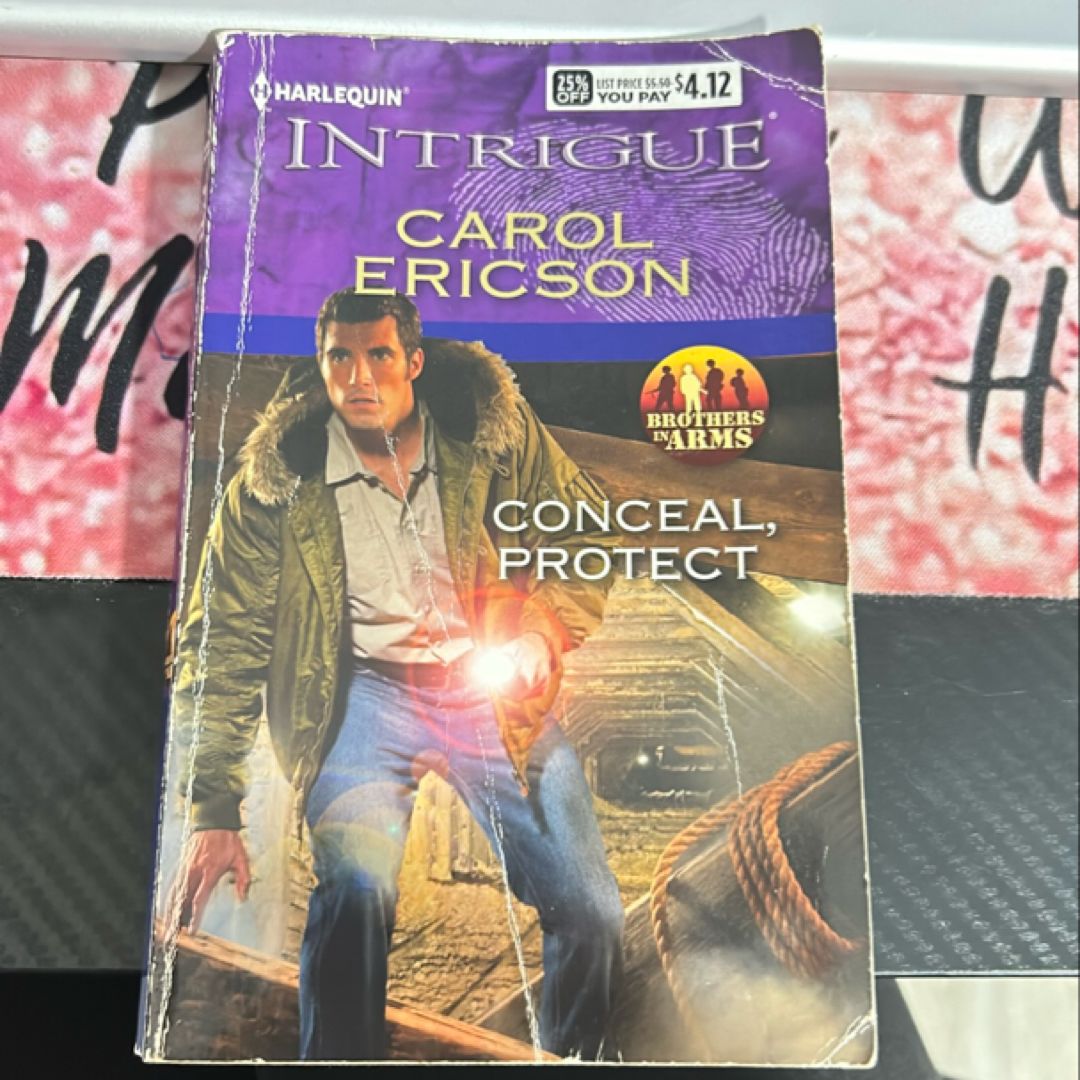 HARLEQUIN®
25% OFF LIST PRICE $5.50 YOU PAY $4.12
INTRIGUE®
CAROL
ERICSON
BROTHERS
IN ARMS
CONCEAL,
PROTECT